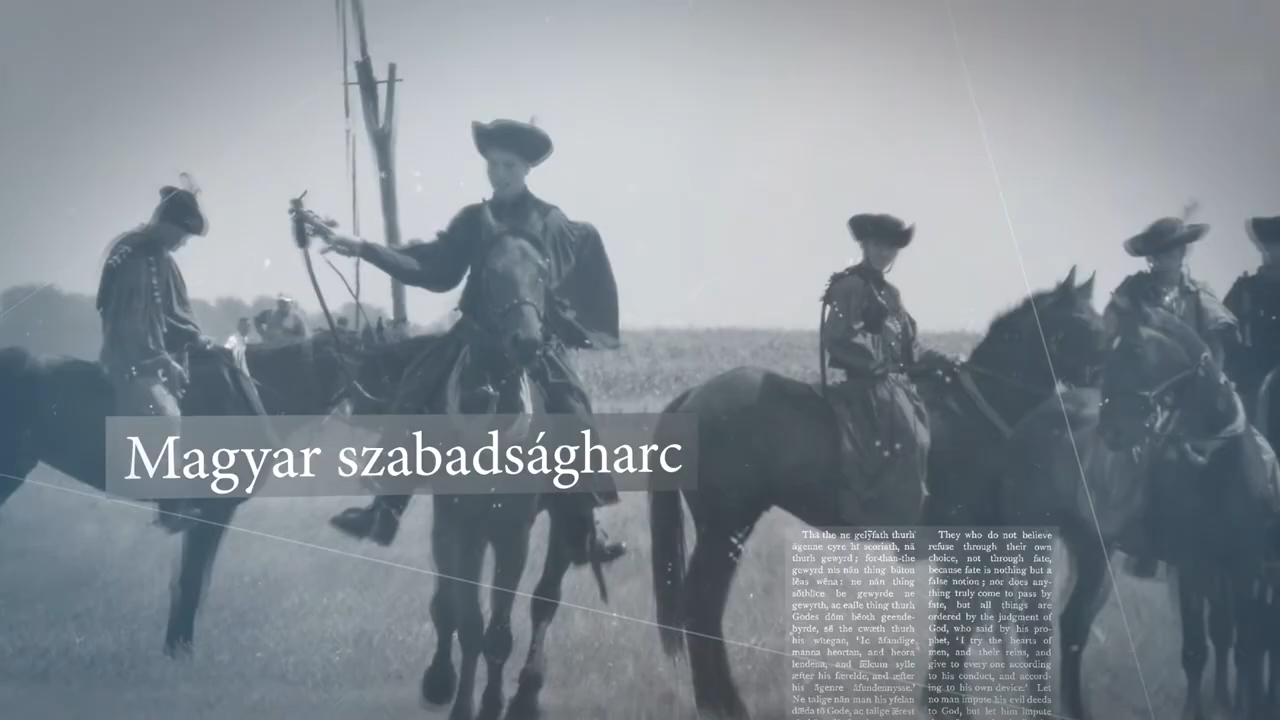 Magyar szabadságharc
Tha the ne gelȳfath thurh
āgenne cyre hī scoriath, nā
thurh gewyrd; for-than-the
gewyrd nis nān thing būton
lēas wēna: ne nān thing
sōthlīce be gewyrde ne
gewyrth, ac ealle thing thurh
Godes dōm bēoth geende-
byrde, sē the cwæth thurh
his wītegan, 'Ic āfandige
manna heortan, and heora
lendena, and ǣlcum sylle
æfter his færelde, and æfter
his āgenre āfundennysse.'
Ne talige nān man his yfelan
dǣda tō Gode, ac talige ǣrest
They who do not believe
refuse through their own
choice, not through fate,
because fate is nothing but a
false notion; nor does any-
thing truly come to pass by
fate, but all things are
ordered by the judgment of
God, who said by his pro-
phet, 'I try the hearts of
men, and their reins, and
give to every one according
to his conduct, and accord-
ing to his own device.' Let
no man impute his evil deeds
to God, but let him impute